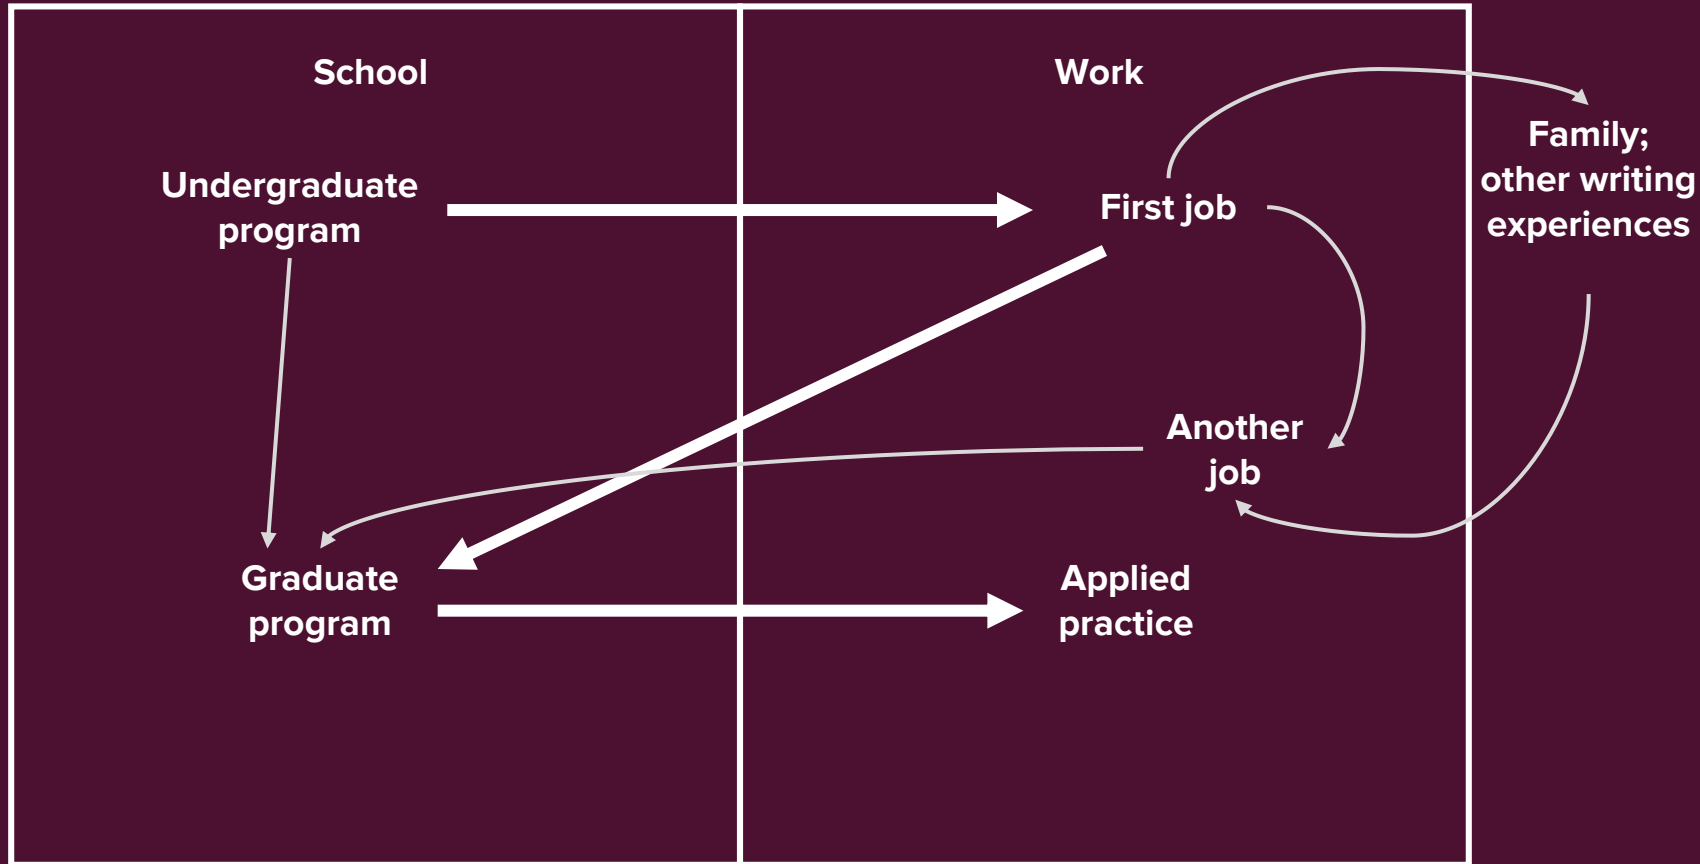 School
Work
Undergraduate
program
First job
Family;
other writing
experiences
Another
job
Graduate
program
Applied
practice